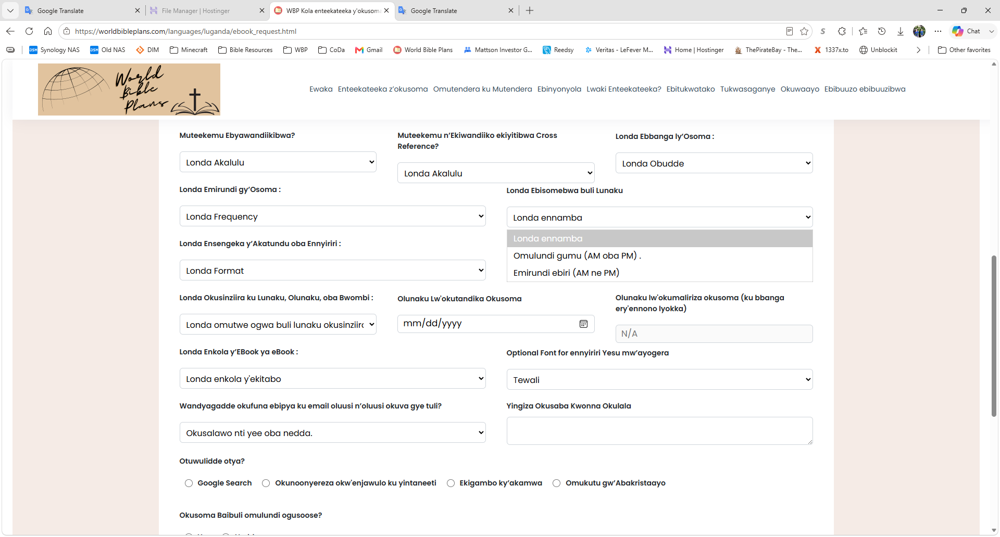 Google Translate
File Manager | Hostinger
WBP Kola enteekateeka y'okusoma
Google Translate
https://worldbibleplans.com/languages/luganda/ebook_request.html
Chat
Synology NAS
Old NAS
DIM
Minecraft
Bible Resources
WBP
CoDa
Gmail
World Bible Plans
Mattson Investor G...
Reedsy
Veritas - LeFever M...
Home | Hostinger
ThePirateBay - The...
1337x.to
Unblockit
Other favorites
World
Bible
Plans
Ewaka Enteekateeka z’okusoma Omutendera ku Mutendera Ebinyonyola Lwaki Enteekateeka? Ebitukwatako Tukwasaganye Okuwaayo Ebibuuzo ebibuuzibwa
Muteekemu Ebyawandiikibwa?
Londa Akalulu
Muteekemu n’Ekiwandiiko ekiyitibwa Cross
Reference?
Londa Akalulu
Londa Ebbanga ly’Osoma :
Londa Obudde
Londa Emirundi gy’Osoma :
Londa Frequency
Londa Ebisomebwa buli Lunaku
Londa ennamba
Londa ennamba
Omulundi gumu (AM oba PM) .
Emirundi ebiri (AM ne PM)
Londa Ensengeka y’Akatundu oba Ennyiriri :
Londa Format
Londa Okusinziira ku Lunaku, Olunaku, oba Bwombi :
Londa omutwe ogwa buli lunaku okusinziira
Olunaku Lw'okutandika Okusoma
mm/dd/yyyy
Olunaku lw'okumaliriza okusoma (ku bbanga
ery'ennono lyokka)
N/A
Londa Enkola y’EBook ya eBook :
Londa enkola y'ekitabo
Optional Font for ennyiriri Yesu mw’ayogera
Tewali
Wandyagadde okufuna ebipya ku email oluusi n’oluusi okuva gye tuli?
Okusalawo nti yee oba nedda.
Yingiza Okusaba Kwonna Okulala
Otuwulidde otya?
Google Search
Okunoonyereza okw'enjawulo ku yintaneeti
Ekigambo ky’akamwa
Omukutu gw’Abakristaayo
Okusoma Baibuli omulundi ogusoose?